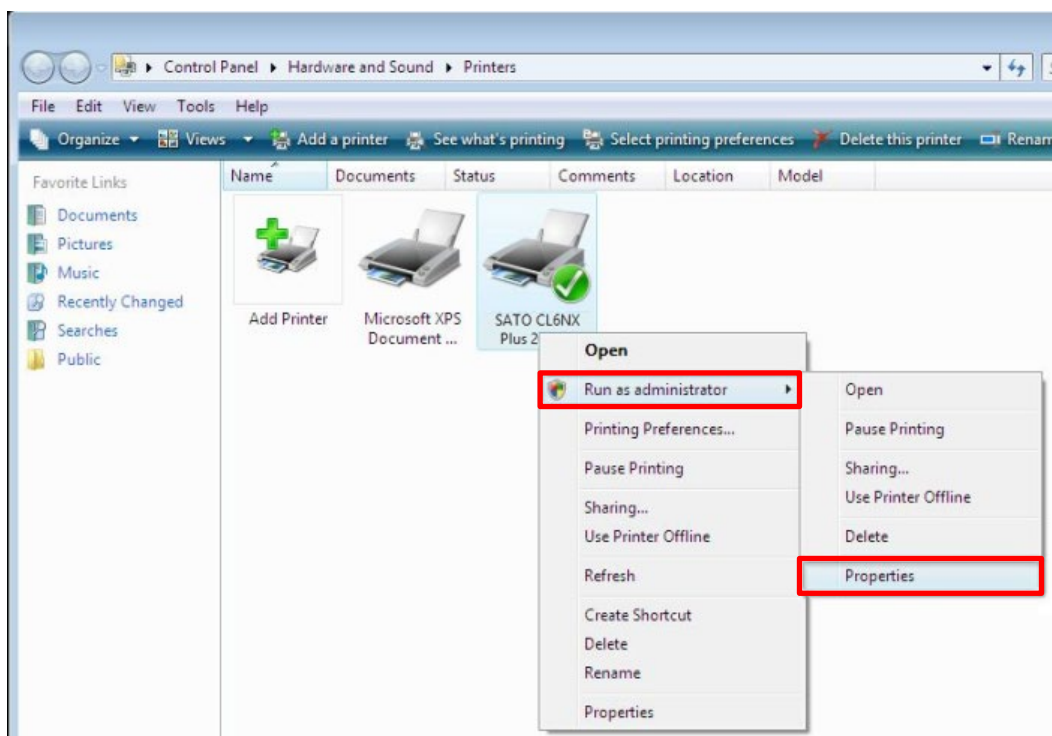 Control Panel Hardware and Sound Printers
File Edit View Tools Help
Organize Views Add a printer See what's printing Select printing preferences Delete this printer
Favorite Links
Documents
Pictures
Music
Recently Changed
Searches
Public
Name Documents Status Comments Location Model
Add Printer
Microsoft XPS
Document ...
SATO CL6NX
Plus
Open
Run as administrator
Printing Preferences...
Pause Printing
Sharing...
Use Printer Offline
Refresh
Create Shortcut
Delete
Rename
Properties
Open
Pause Printing
Sharing...
Use Printer Offline
Delete
Properties